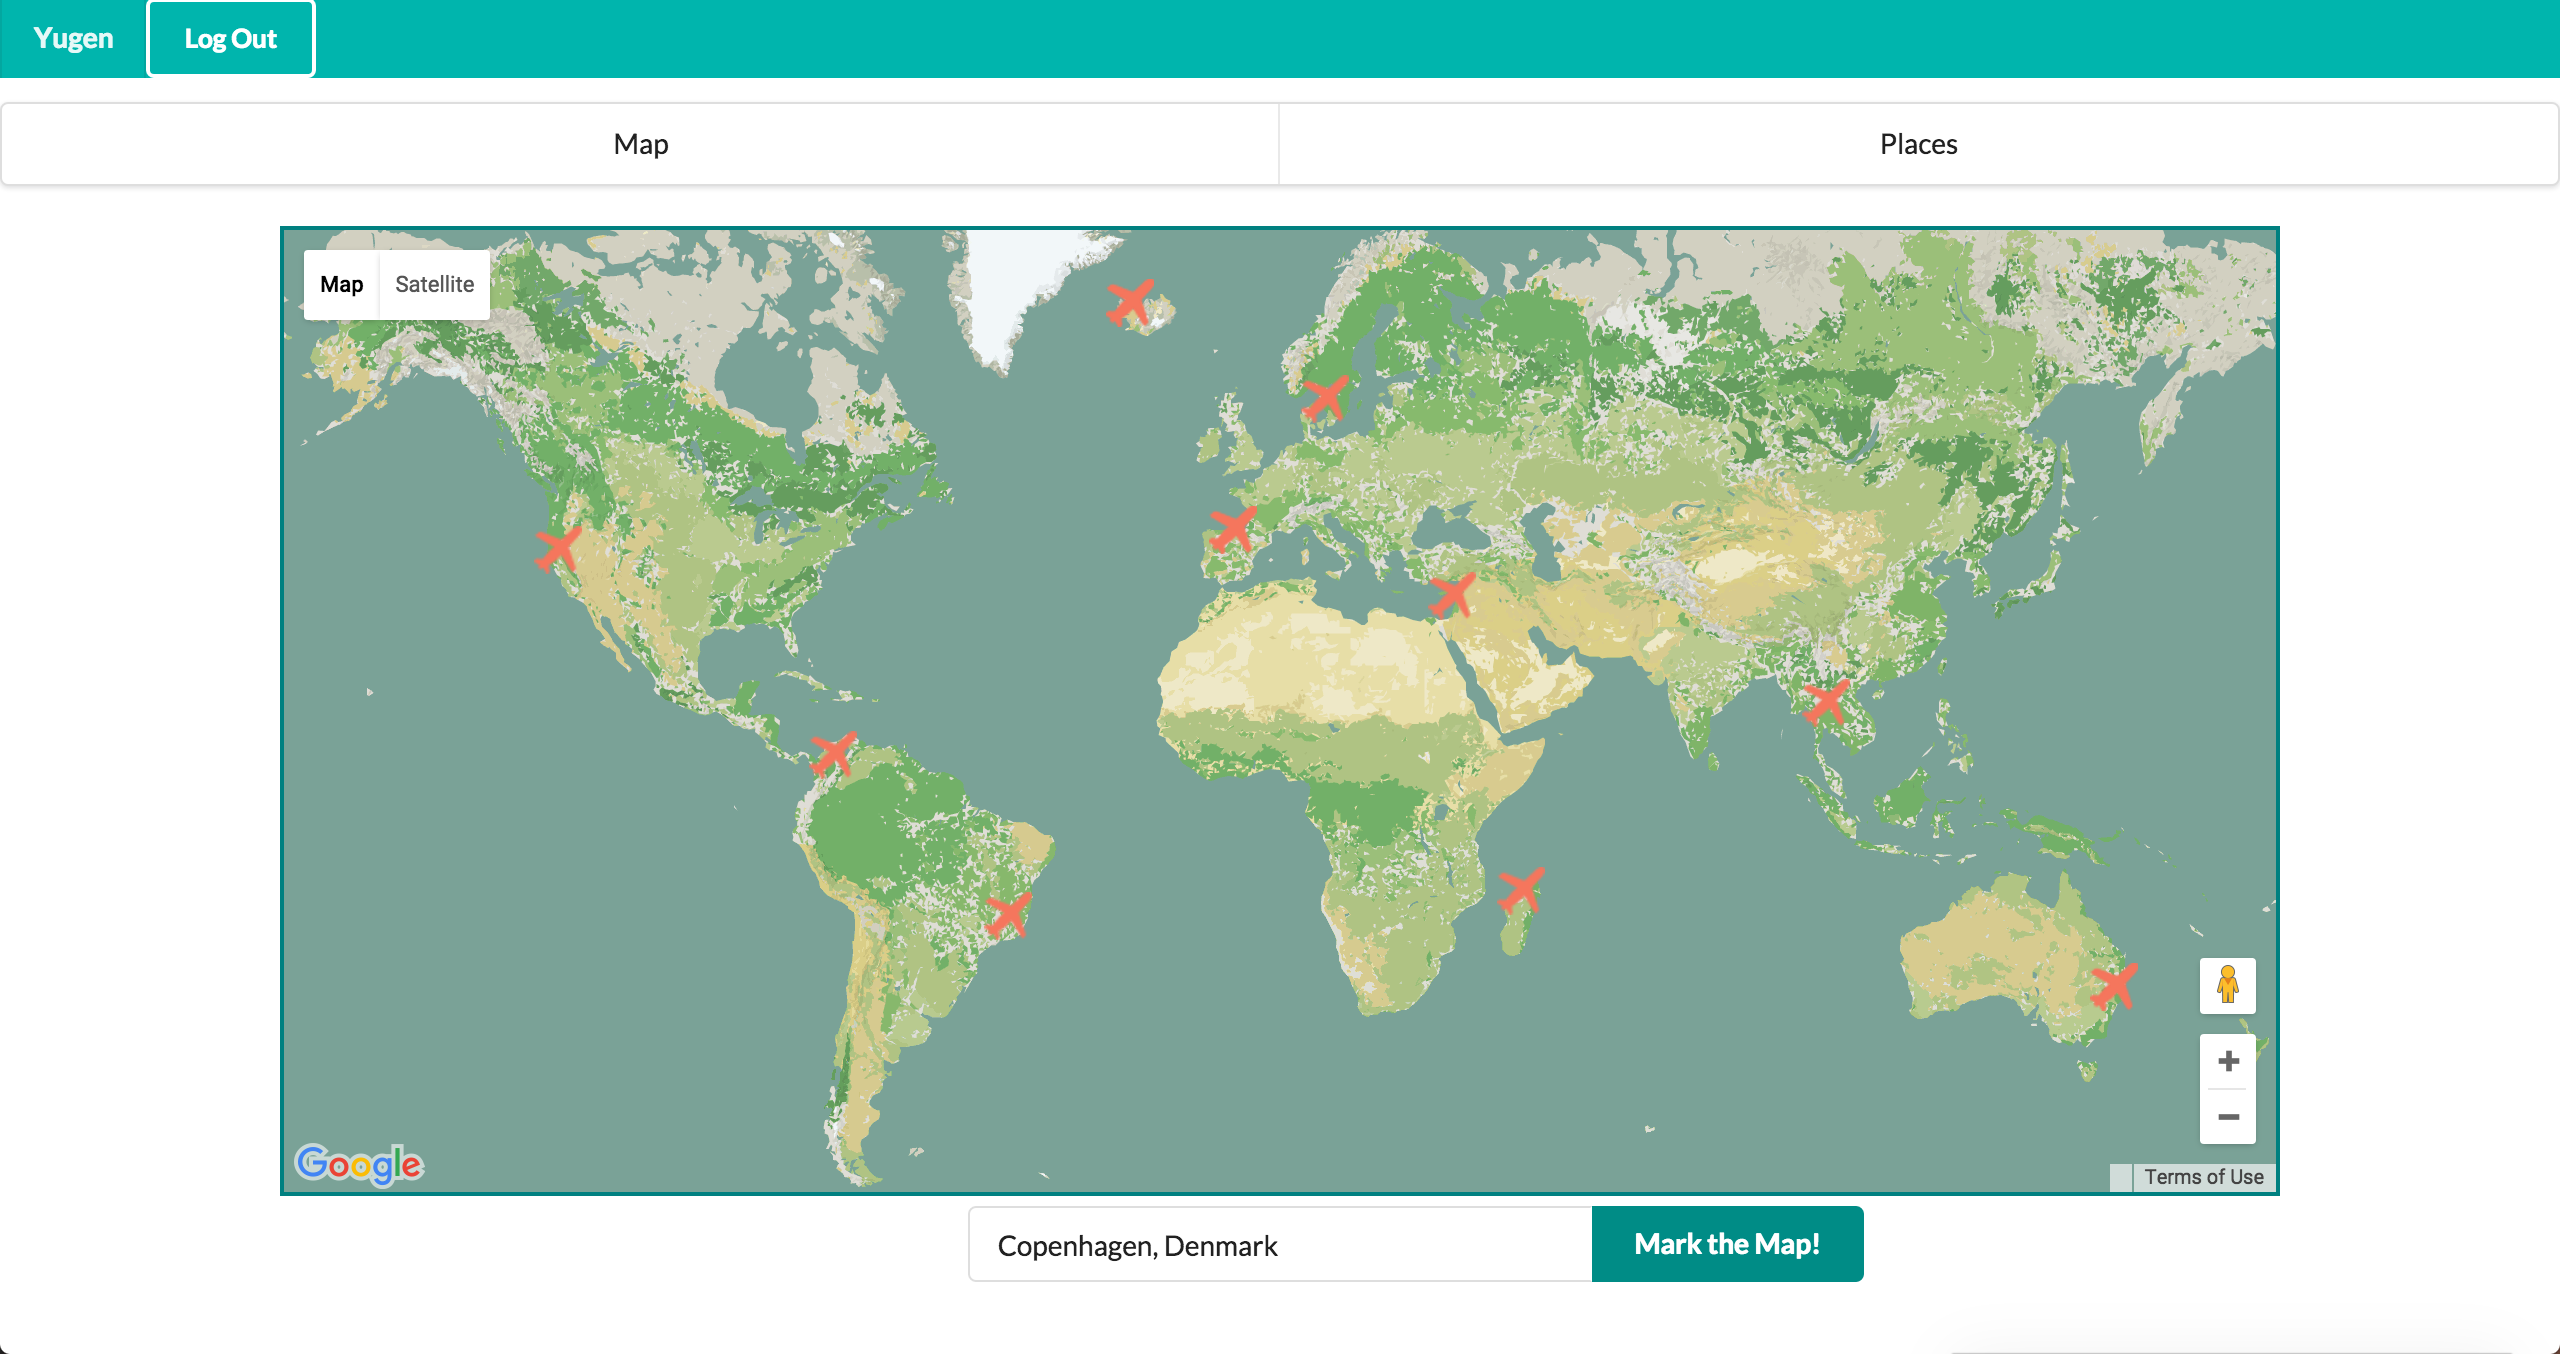 Yugen
Log Out
Map
Places
Map
Satellite
Google
Terms of Use
Copenhagen, Denmark
Mark the Map!